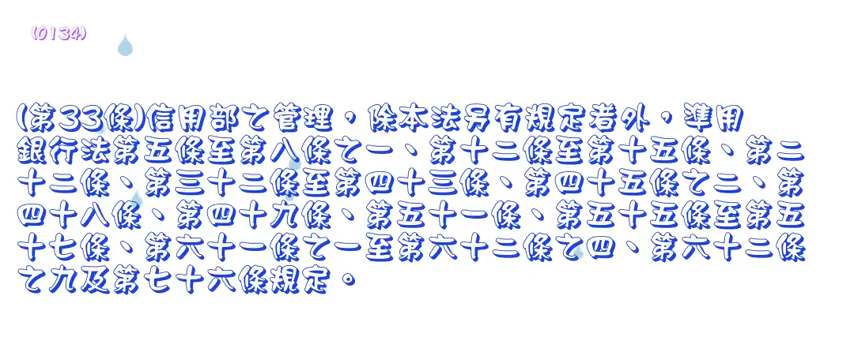 (0134)
(第33條)信用部之管理，除本法另有規定者外，準用
銀行法第五條至第八條之一、第十二條至第十五條、第二
十二條、第三十二條至第四十三條、第四十五條之二、第
四十八條、第四十九條、第五十一條、第五十五條至第五
十七條、第六十一條之一至第六十二條之四、第六十二條
之九及第七十六條規定。